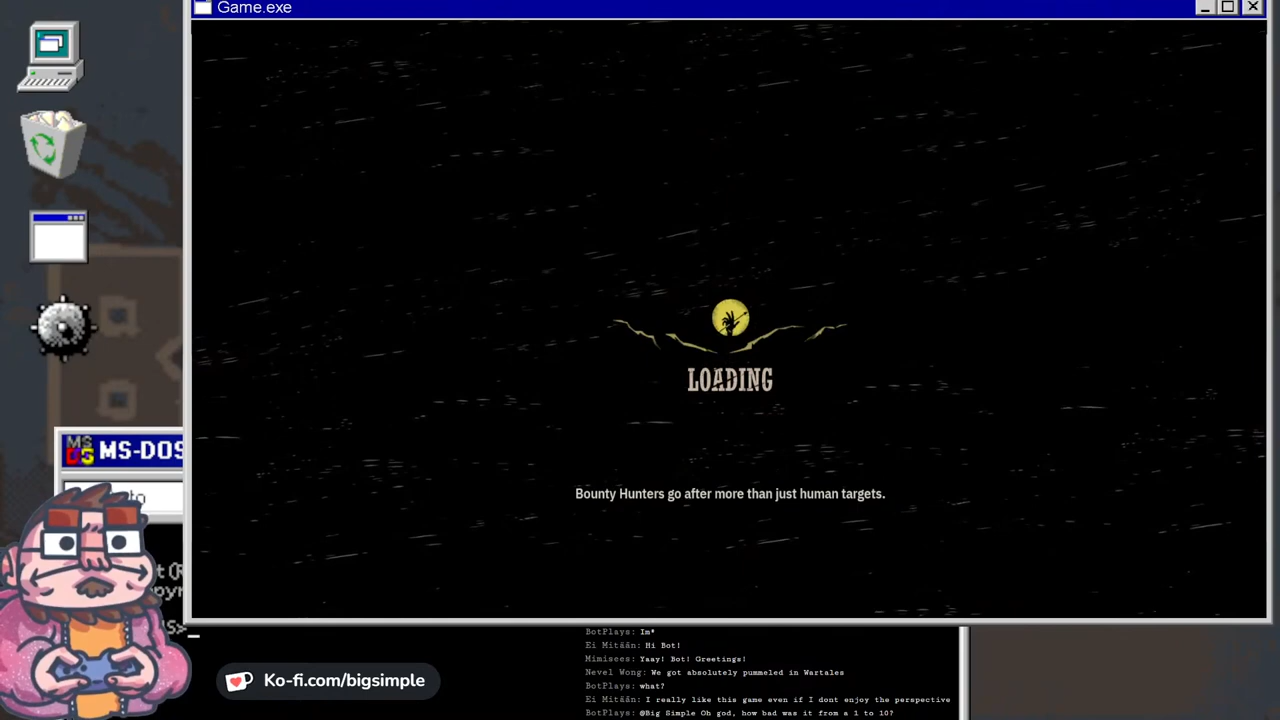 Game.exe
LOADING
Bounty Hunters go after more than just human targets.
MS-DOS
BotPlays: Im*
Ei Mitään: Hi Bot!
Mimisees: Yaay! Bot! Greetings!
Nevel Wong: We got absolutely pummeled in Wartales
BotPlays: what?
Ei Mitään: I really like this game even if I dont enjoy the perspective
BotPlays: @Big Simple Oh god, how bad was it from a 1 to 10?
Ko-fi.com/bigsimple